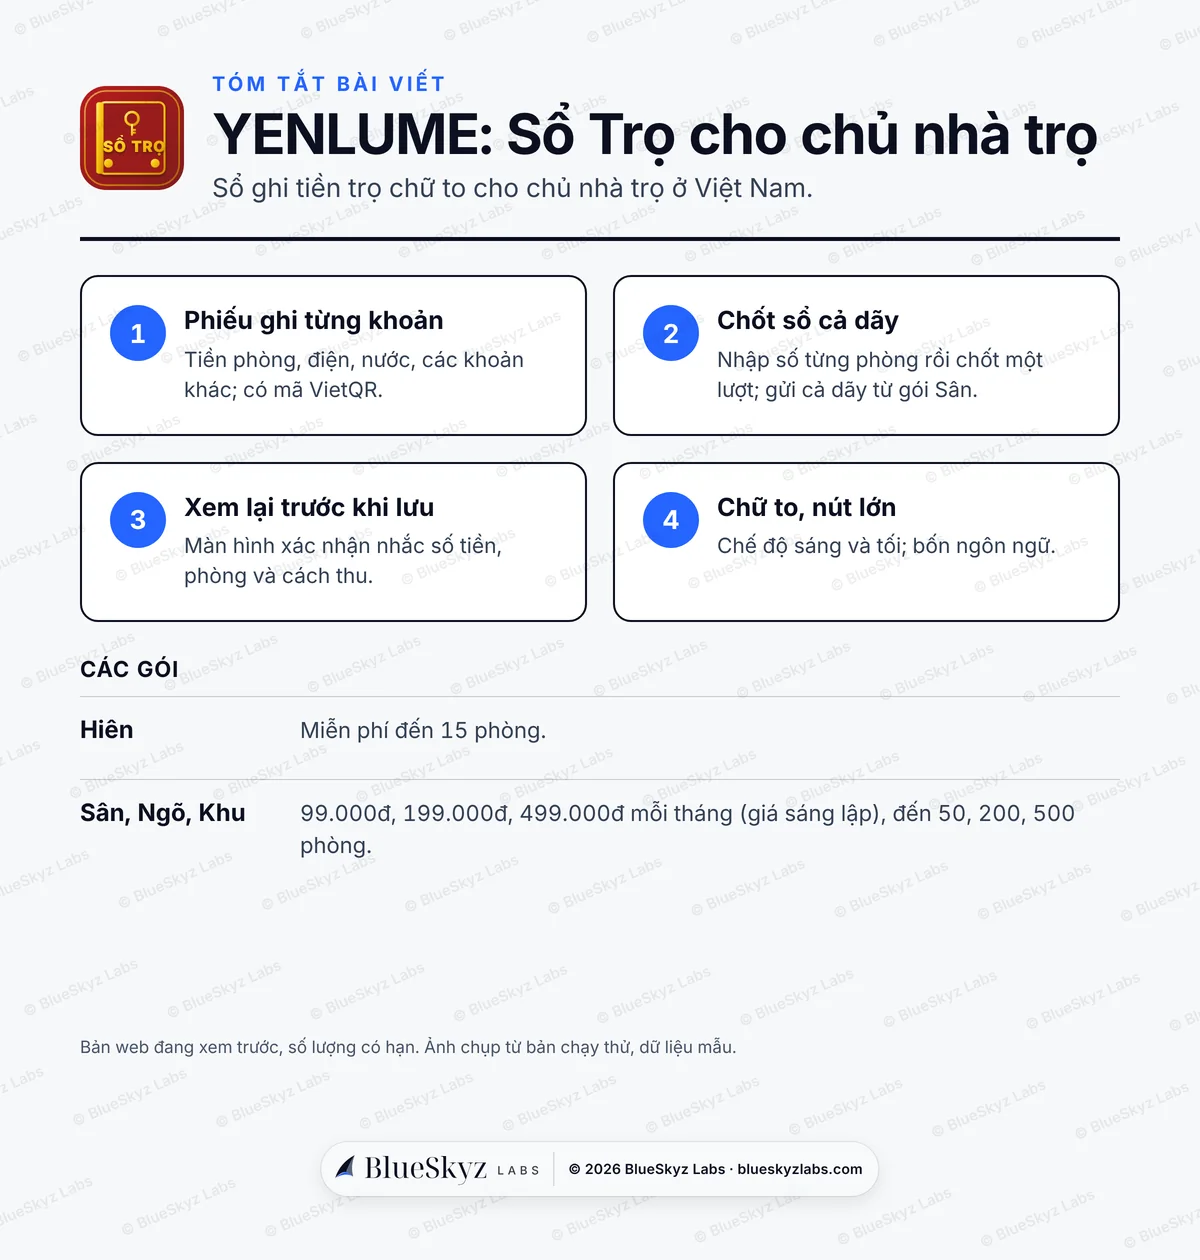 TÓM TẮT BÀI VIẾT
SỔ TRỌ
YENLUME: Sổ Trọ cho chủ nhà trọ
Sổ ghi tiền trọ chữ to cho chủ nhà trọ ở Việt Nam.
1
Phiếu ghi từng khoản
Tiền phòng, điện, nước, các khoản
khác; có mã VietQR.
2
Chốt sổ cả dãy
Nhập số từng phòng rồi chốt một
lượt; gửi cả dãy từ gói Sân.
3
Xem lại trước khi lưu
Màn hình xác nhận nhắc số tiền,
phòng và cách thu.
4
Chữ to, nút lớn
Chế độ sáng và tối; bốn ngôn ngữ.
CÁC GÓI
Hiên
Miễn phí đến 15 phòng.
Sân, Ngõ, Khu
99.000đ, 199.000đ, 499.000đ mỗi tháng (giá sáng lập), đến 50, 200, 500
phòng.
Bản web đang xem trước, số lượng có hạn. Ảnh chụp từ bản chạy thử, dữ liệu mẫu.
BlueSkyz LABS
© 2026 BlueSkyz Labs · blueskyzlabs.com
© BlueSkyz Labs